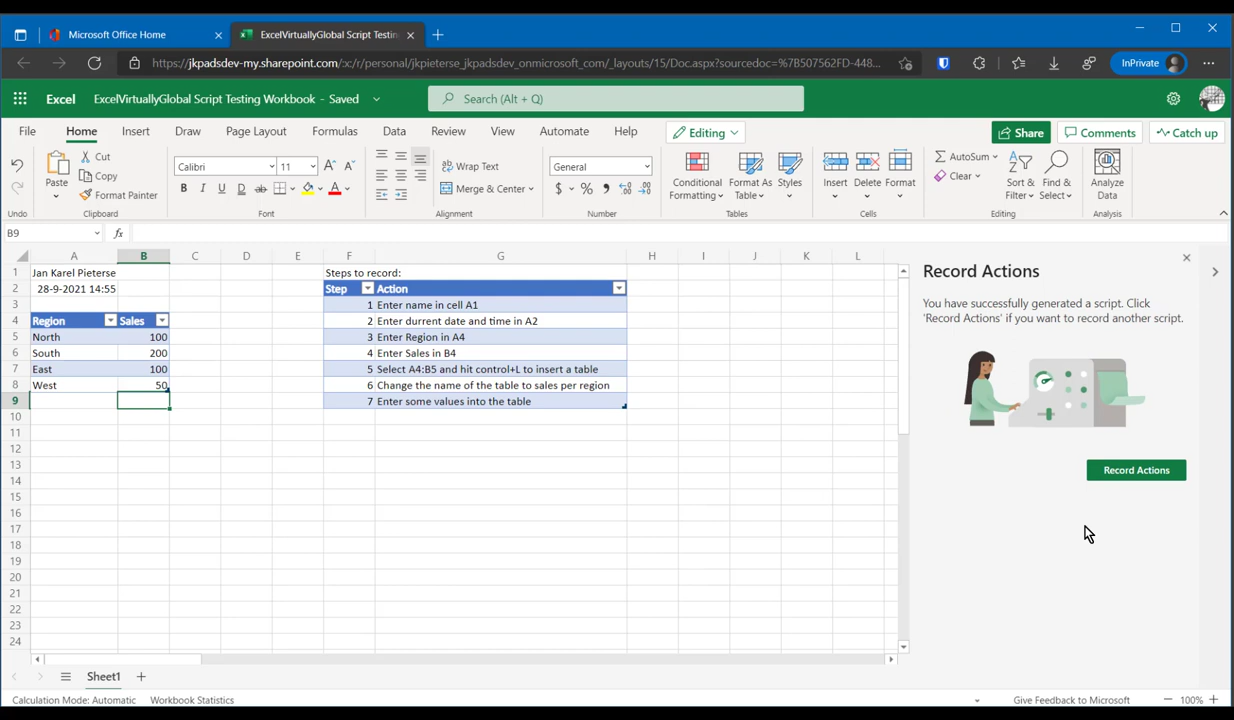 Microsoft Office Home
ExcelVirtuallyGlobal Script Testing
https://jkpadsdev-my.sharepoint.com/:x:/r/personal/jkpieterse_jkpadsdev_onmicrosoft_com/_layouts/15/Doc.aspx?sourcedoc=%7B507562FD-448...
InPrivate
Excel
ExcelVirtuallyGlobal Script Testing Workbook - Saved
Search (Alt + Q)
File Home Insert Draw Page Layout Formulas Data Review View Automate Help
Editing
Share
Comments
Catch up
Paste
Cut
Copy
Format Painter
Calibri
11
B I U D ab A
Wrap Text
Merge & Center
General
$ % ,
Conditional Formatting
Format As Table
Styles
Insert
Delete
Format
AutoSum
Clear
Sort & Filter
Find & Select
Analyze Data
Undo Clipboard Font Alignment Number Tables Cells Editing Analysis
B9
fx
A B C D E F G H I J K L
1 Jan Karel Pieterse Steps to record:
2 28-9-2021 14:55 Step Action
3 1 Enter name in cell A1
4 Region Sales 2 Enter durrent date and time in A2
5 North 100 3 Enter Region in A4
6 South 200 4 Enter Sales in B4
7 East 100 5 Select A4:B5 and hit control+L to insert a table
8 West 50 6 Change the name of the table to sales per region
9 7 Enter some values into the table
10
11
12
13
14
15
16
17
18
19
20
21
22
23
24
Record Actions
You have successfully generated a script. Click
'Record Actions' if you want to record another script.
Record Actions
Sheet1
Calculation Mode: Automatic Workbook Statistics
Give Feedback to Microsoft
100%